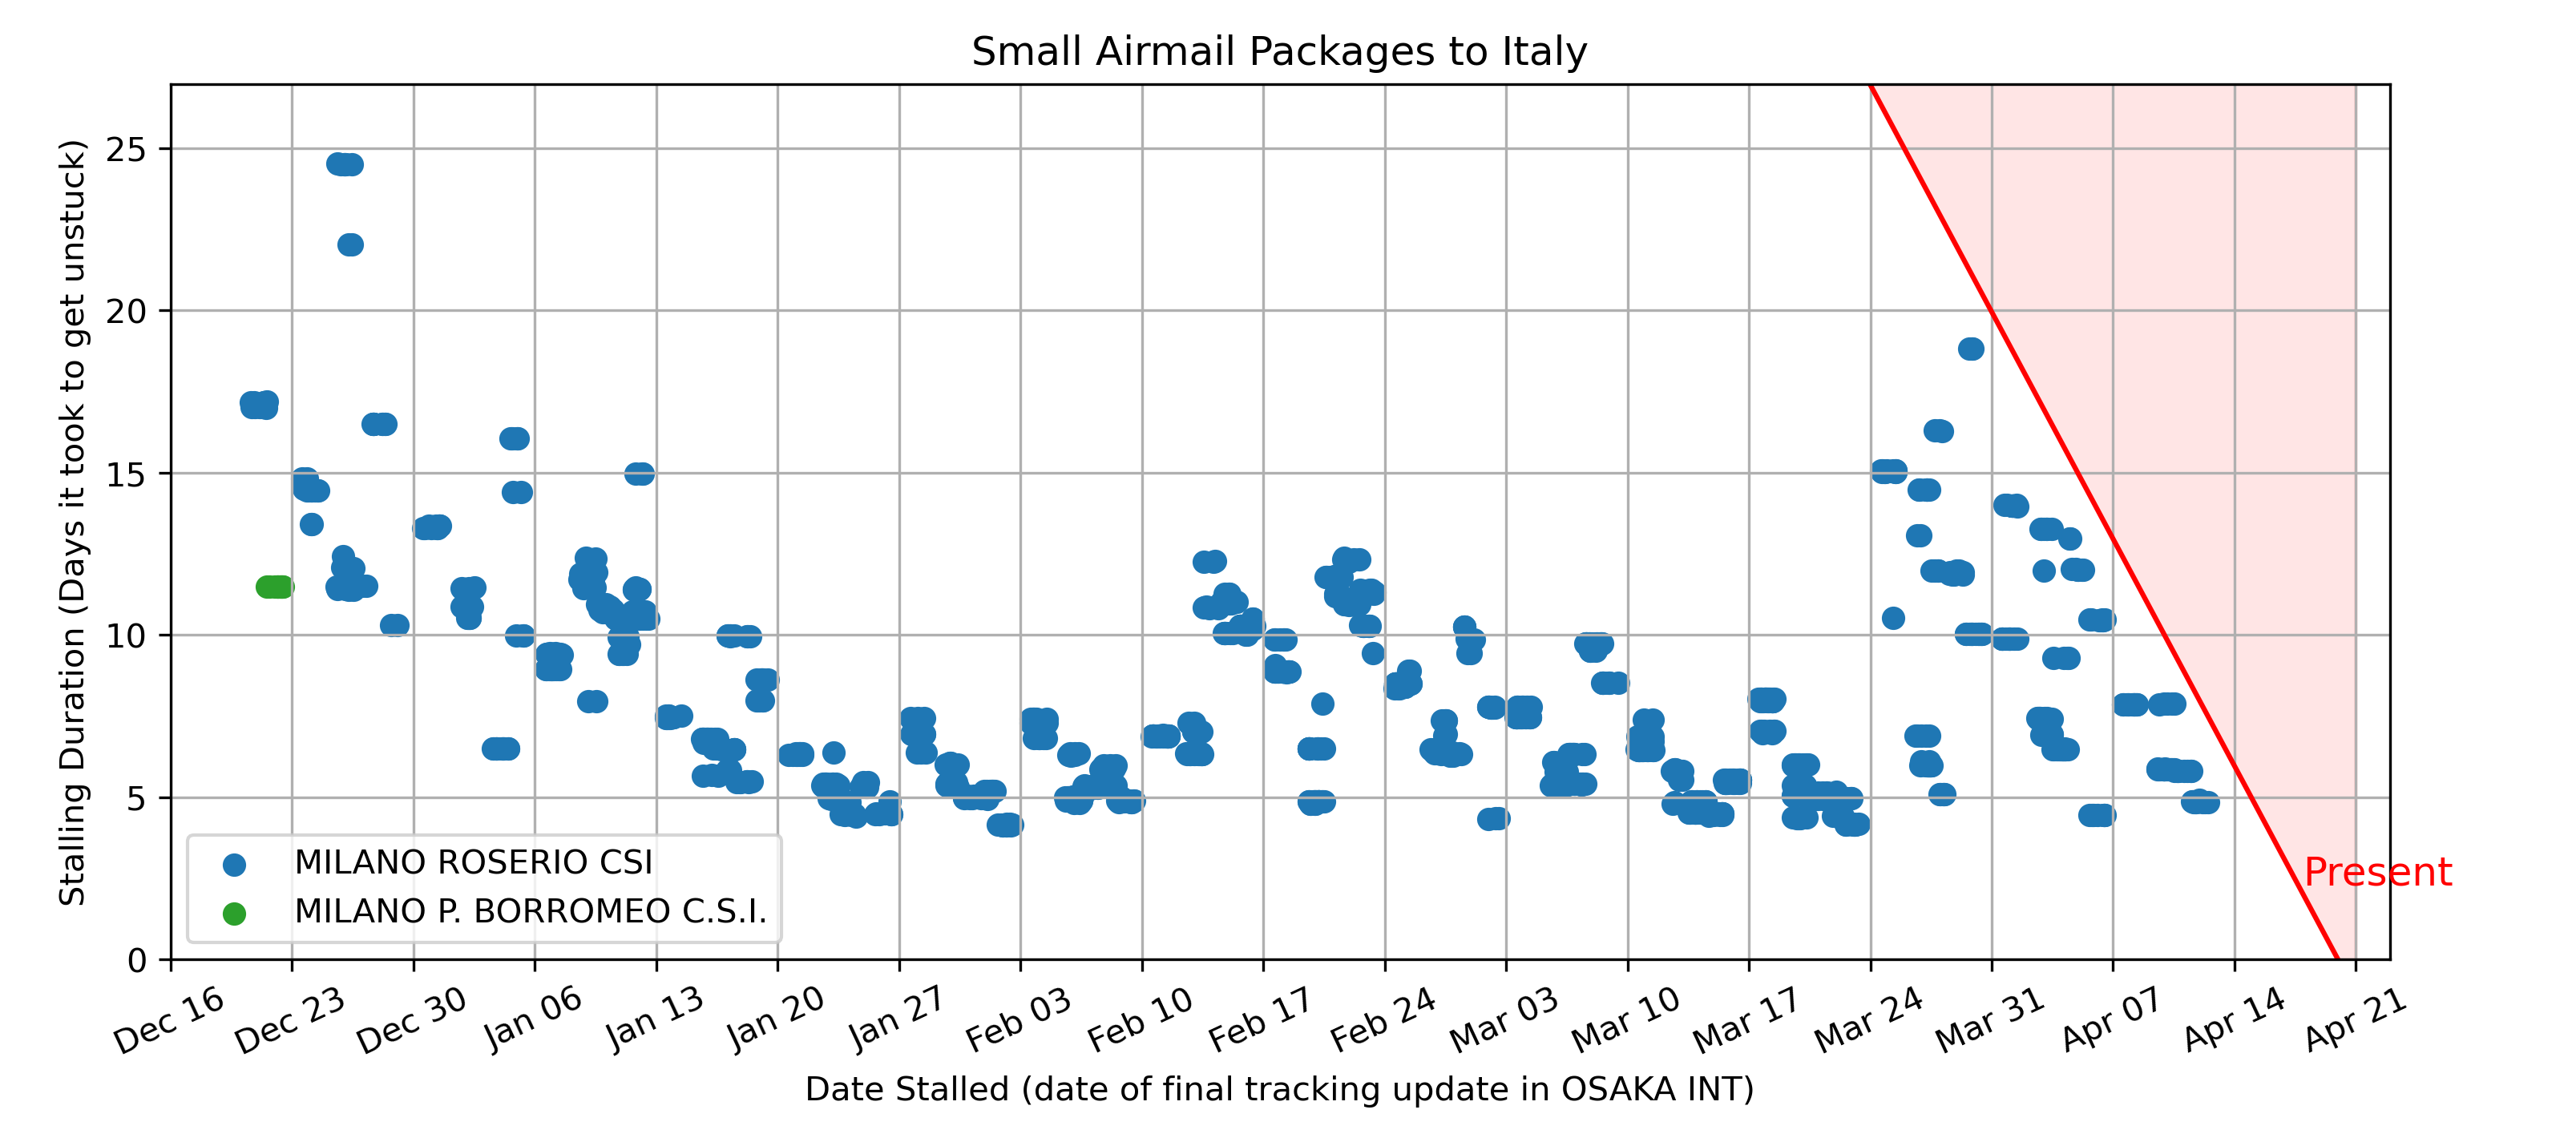 Small Airmail Packages to Italy
Stalling Duration (Days it took to get unstuck)
25
20
15
10
5
0
MILANO ROSERIO CSI
MILANO P. BORROMEO C.S.I.
Present
Dec 16
Dec 23
Dec 30
Jan 06
Jan 13
Jan 20
Jan 27
Feb 03
Feb 10
Feb 17
Feb 24
Mar 03
Mar 10
Mar 17
Mar 24
Mar 31
Apr 07
Apr 14
Apr 21
Date Stalled (date of final tracking update in OSAKA INT)